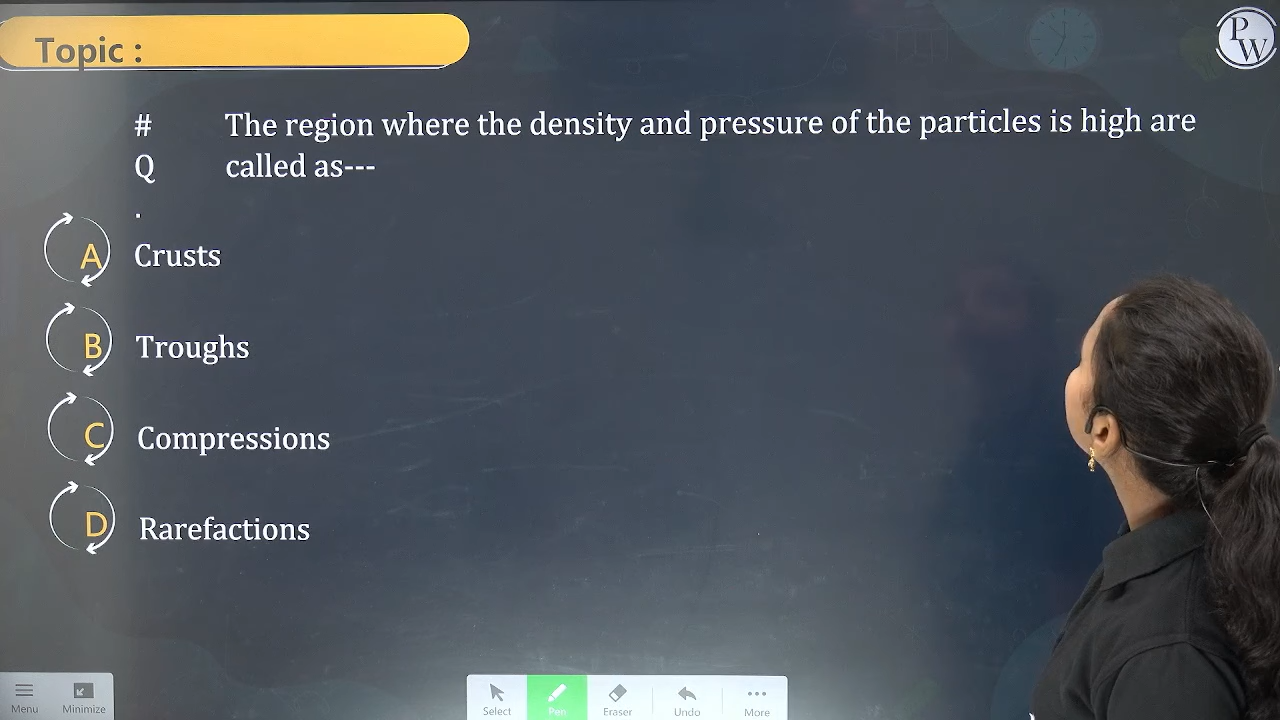 Topic :
PW
# The region where the density and pressure of the particles is high are
Q called as---
.
A Crusts
B Troughs
C Compressions
D Rarefactions
Menu Minimize Select Pen Eraser Undo More